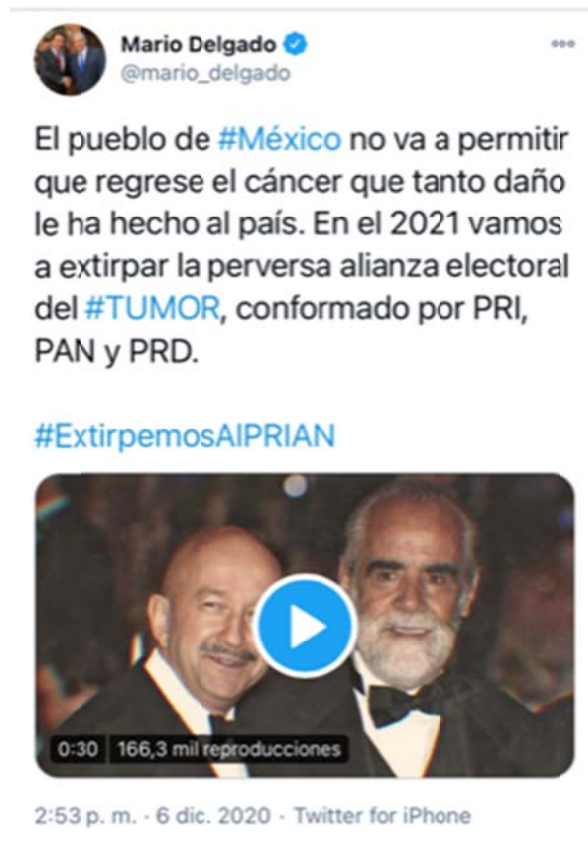 Mario Delgado
@mario_delgado
El pueblo de #México no va a permitir
que regrese el cáncer que tanto daño
le ha hecho al país. En el 2021 vamos
a extirpar la perversa alianza electoral
del #TUMOR, conformado por PRI,
PAN y PRD.
#ExtirpemosAlPRIAN
0:30 166,3 mil reproducciones
2:53 p. m. · 6 dic. 2020 · Twitter for iPhone